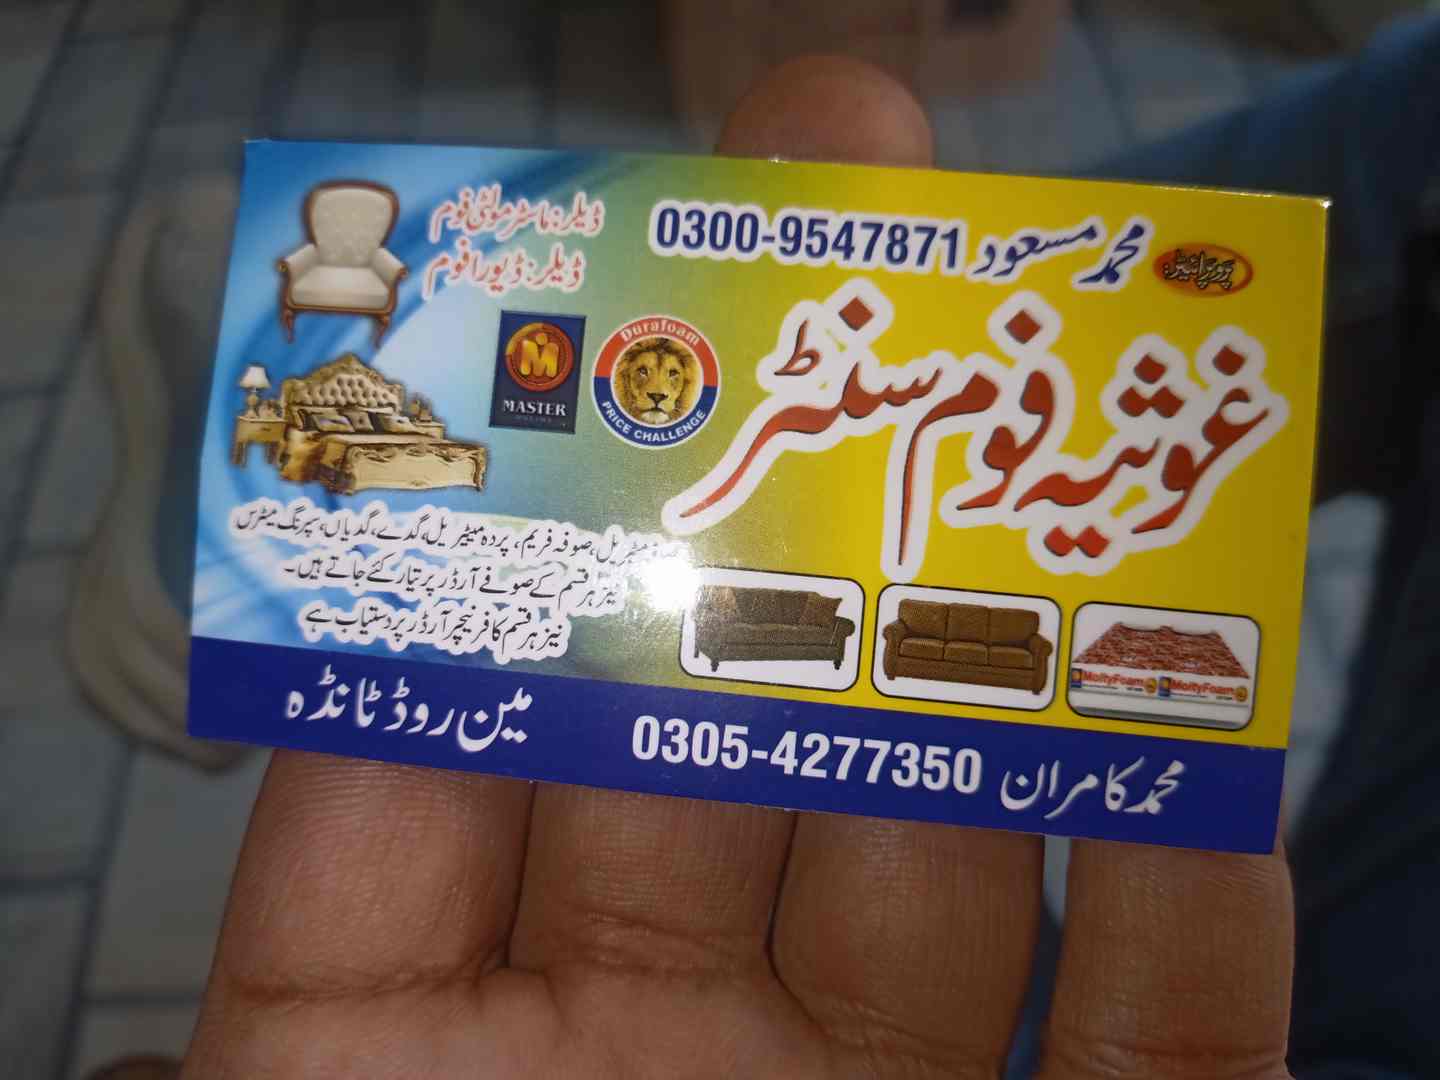 پروپرائیٹر: محمد مسعود 0300-9547871
غوثیہ فوم سنٹر
ڈیلر: ماسٹر مولٹی فوم
ڈیلر: ڈیورا فوم
MASTER
Durafoam
PRICE CHALLENGE
میٹریل، صوفہ فریم، پردہ میٹیریل، گدے، گدیاں، سپرنگ میٹرس
نیز ہر قسم کے صوفے آرڈر پر تیار کئے جاتے ہیں۔
نیز ہر قسم کا فرنیچر آرڈر پر دستیاب ہے
MoltyFoam MoltyFoam
محمد کامران 0305-4277350 مین روڈ ٹانڈہ